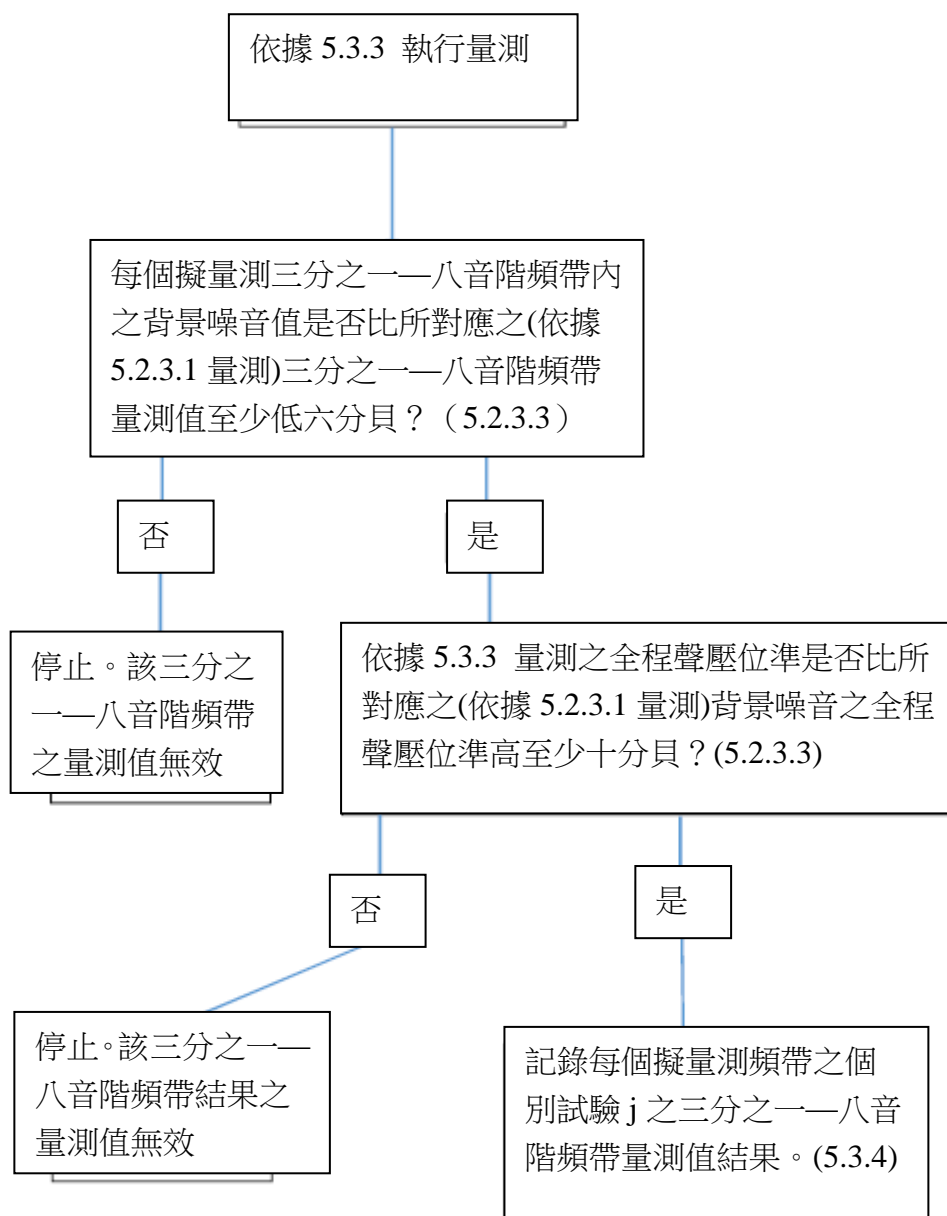 依據 5.3.3 執行量測
每個擬量測三分之一—八音階頻帶內
之背景噪音值是否比所對應之(依據
5.2.3.1 量測)三分之一—八音階頻帶
量測值至少低六分貝？（5.2.3.3）
否
是
停止。該三分之
一—八音階頻帶
之量測值無效
依據 5.3.3 量測之全程聲壓位準是否比所
對應之(依據 5.2.3.1 量測)背景噪音之全程
聲壓位準高至少十分貝？(5.2.3.3)
否
是
停止。該三分之一—
八音階頻帶結果之
量測值無效
記錄每個擬量測頻帶之個
別試驗 j 之三分之一—八音
階頻帶量測值結果。(5.3.4)